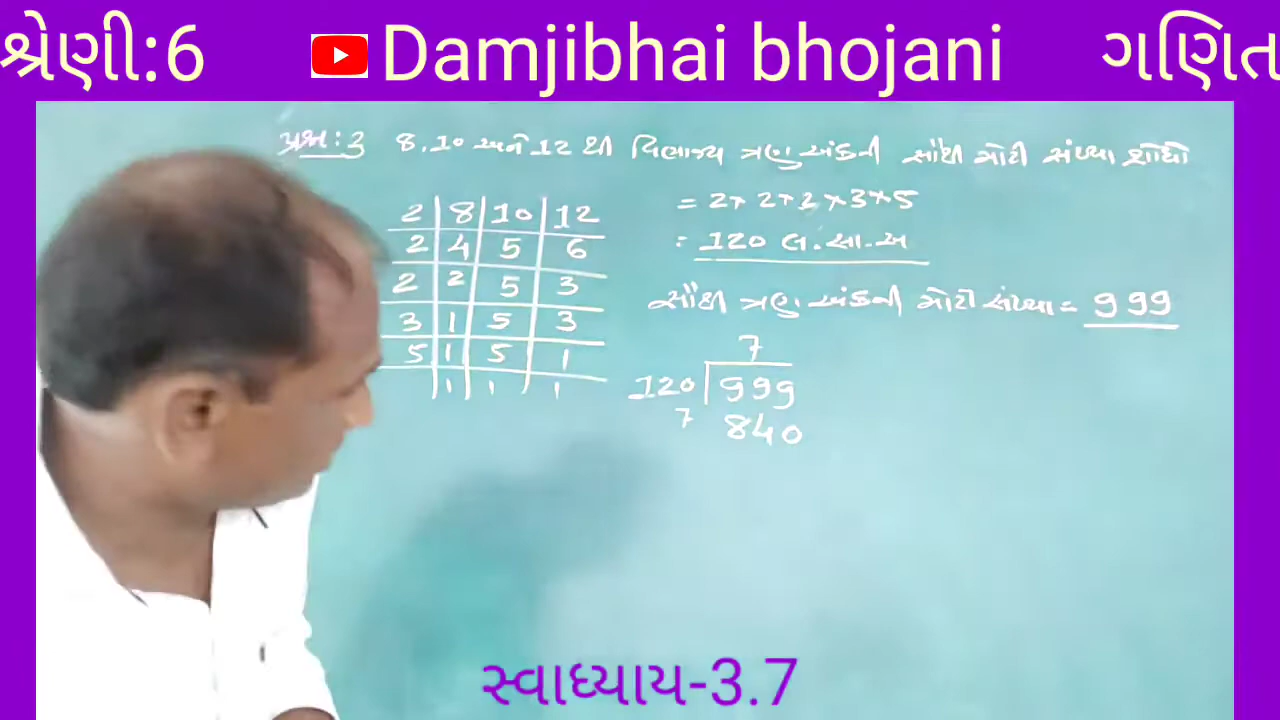 શ્રેણી:6 Damjibhai bhojani ગણિત
પ્રશ્ન:3 8,10 અને 12 થી વિભાજ્ય ત્રણ અંકની સૌથી મોટી સંખ્યા શોધો
2 8 10 12
2 4 5 6
2 2 5 3
3 1 5 3
5 1 5 1
1 1 1
= 2×2×2×3×5
= 120 લ.સા.અ
સૌથી ત્રણ અંકની મોટી સંખ્યા = 999
7
120 999
7 840
સ્વાધ્યાય-3.7